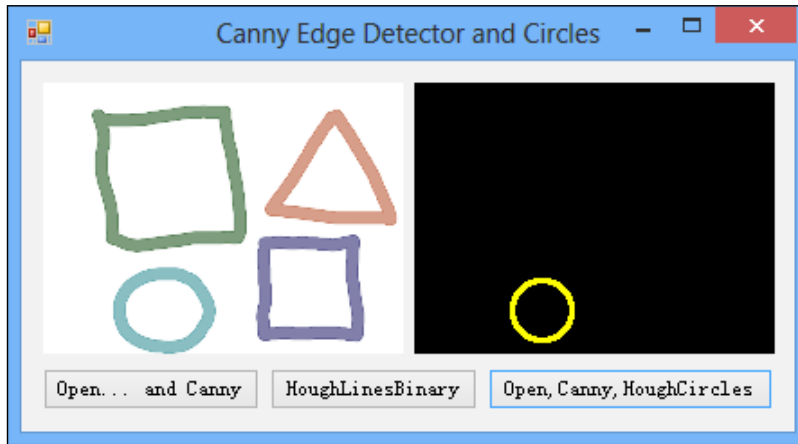 Canny Edge Detector and Circles
Open... and Canny
HoughLinesBinary
Open,Canny,HoughCircles